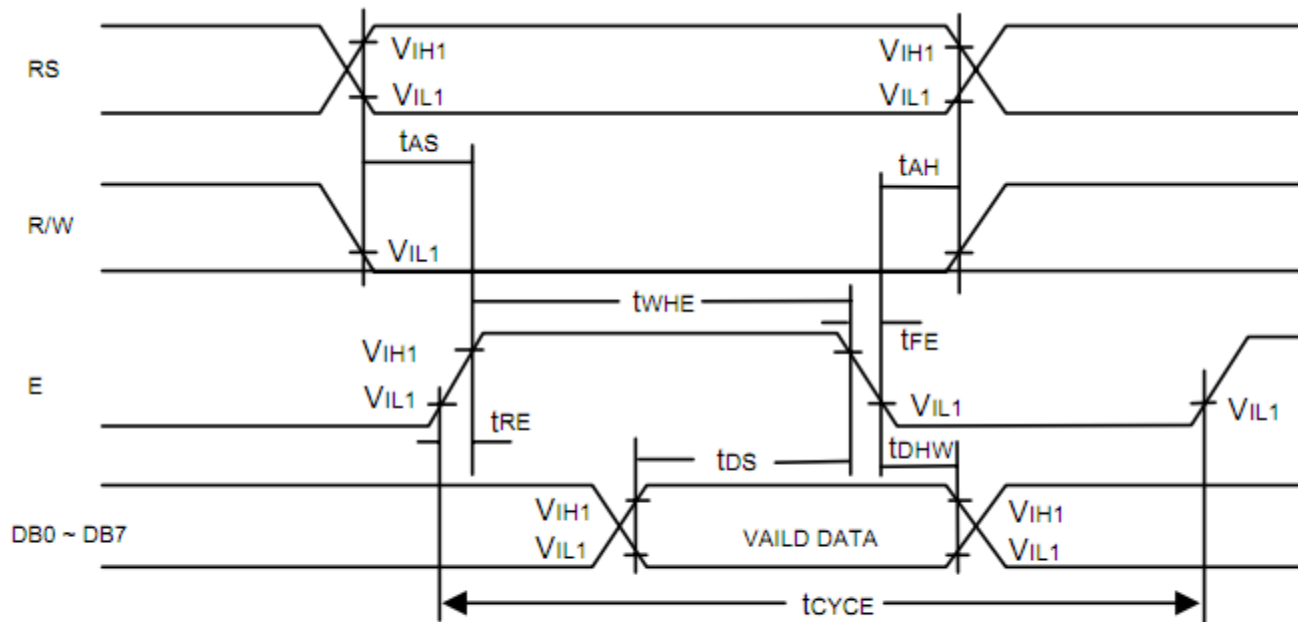 RS
VIH1
VIL1
VIH1
VIL1
tAS
tAH
R/W
VIL1
tWHE
tFE
E
VIH1
VIL1
VIL1
VIL1
tRE
tDS
tDHW
DB0 ~ DB7
VIH1
VIL1
VAILD DATA
VIH1
VIL1
tCYCE